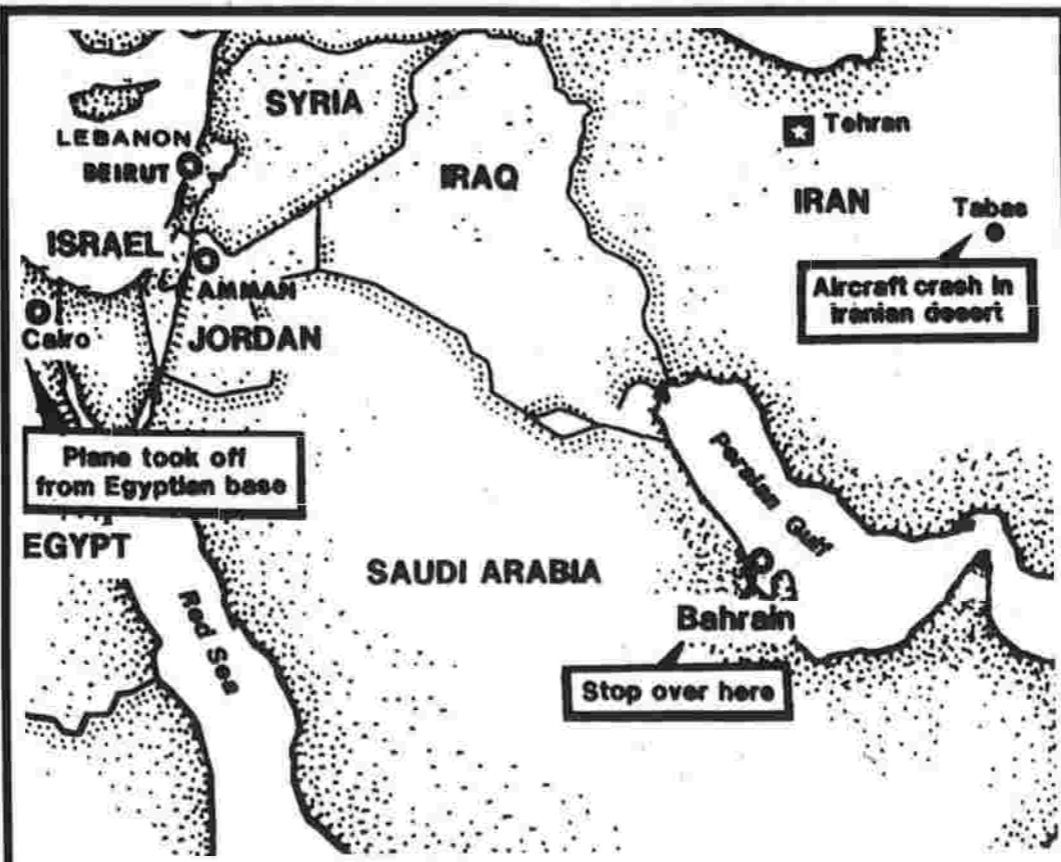 SYRIA
LEBANON
BEIRUT
ISRAEL
AMMAN
JORDAN
Cairo
Plane took off
from Egyptian base
EGYPT
Red Sea
IRAQ
SAUDI ARABIA
Tehran
IRAN
Tabas
Aircraft crash in
Iranian desert
Persian Gulf
Bahrain
Stop over here